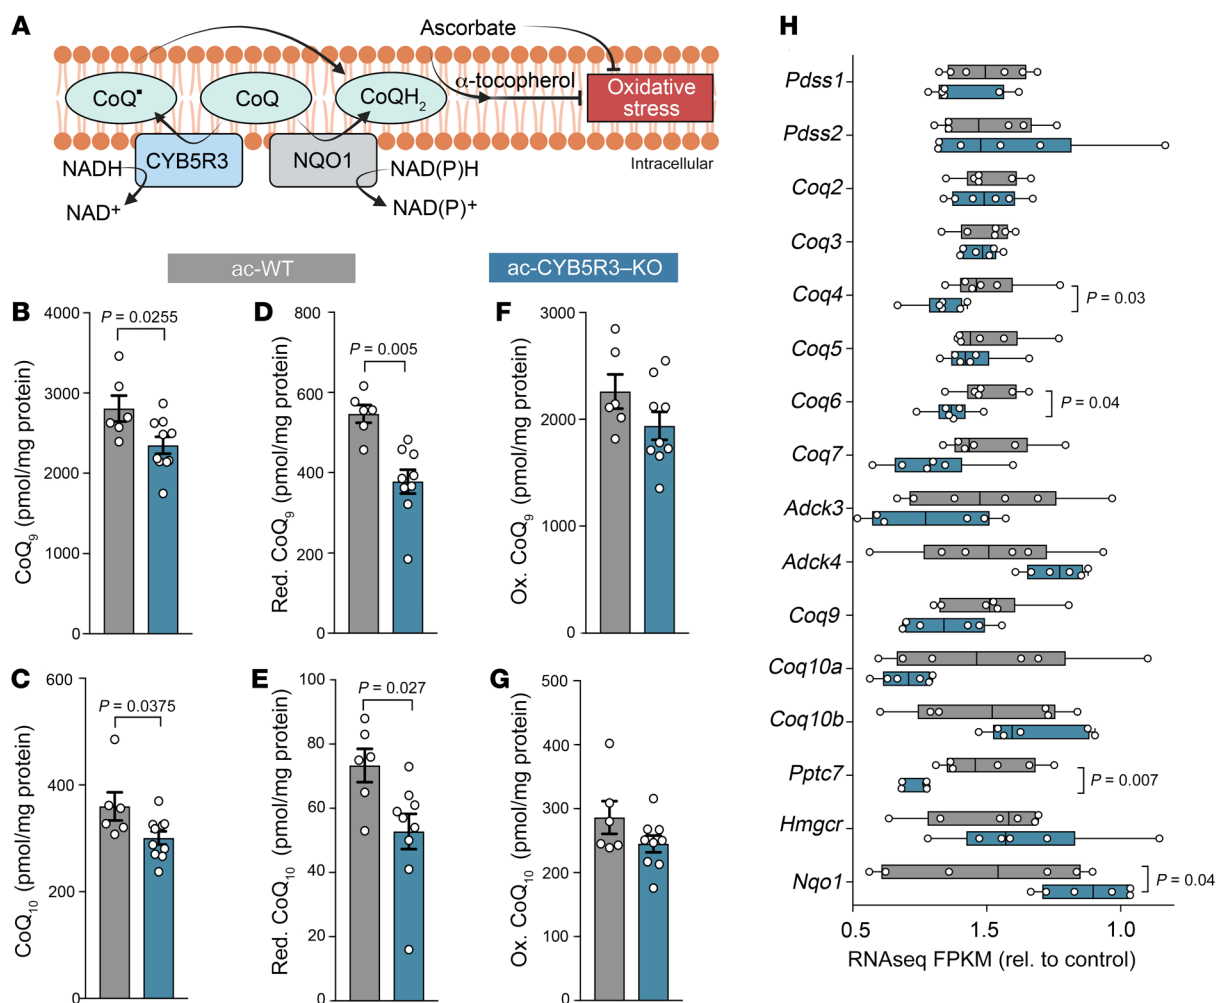 A
Ascorbate
α-tocopherol
CoQ▪
CoQ
CoQH2
Oxidative
stress
CYB5R3
NQO1
Intracellular
NADH
NAD(P)H
NAD+
NAD(P)+
ac-WT
ac-CYB5R3–KO
B
P = 0.0255
CoQ9 (pmol/mg protein)
4000
3000
2000
1000
0
D
P = 0.005
Red. CoQ9 (pmol/mg protein)
800
600
400
200
0
F
Ox. CoQ9 (pmol/mg protein)
3000
2000
1000
0
C
P = 0.0375
CoQ10 (pmol/mg protein)
600
400
200
0
E
P = 0.027
Red. CoQ10 (pmol/mg protein)
100
80
60
40
20
0
G
Ox. CoQ10 (pmol/mg protein)
500
400
300
200
100
0
H
Pdss1
Pdss2
Coq2
Coq3
Coq4
P = 0.03
Coq5
Coq6
P = 0.04
Coq7
Adck3
Adck4
Coq9
Coq10a
Coq10b
Pptc7
P = 0.007
Hmgcr
Nqo1
P = 0.04
0.5
1.5
1.0
RNAseq FPKM (rel. to control)